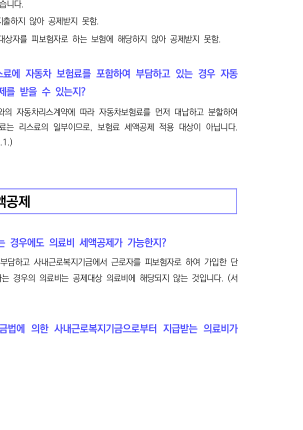 습니다.
지출하지 않아 공제받지 못함.
대상자를 피보험자로 하는 보험에 해당하지 않아 공제받지 못함.
스료에 자동차 보험료를 포함하여 부담하고 있는 경우 자동
제를 받을 수 있는지?
와의 자동차리스계약에 따라 자동차보험료를 먼저 대납하고 분할하여
료는 리스료의 일부이므로, 보험료 세액공제 적용 대상이 아닙니다.
.1.)
액공제
는 경우에도 의료비 세액공제가 가능한지?
부담하고 사내근로복지기금에서 근로자를 피보험자로 하여 가입한 단
하는 경우의 의료비는 공제대상 의료비에 해당되지 않는 것입니다. (서
금법에 의한 사내근로복지기금으로부터 지급받는 의료비가